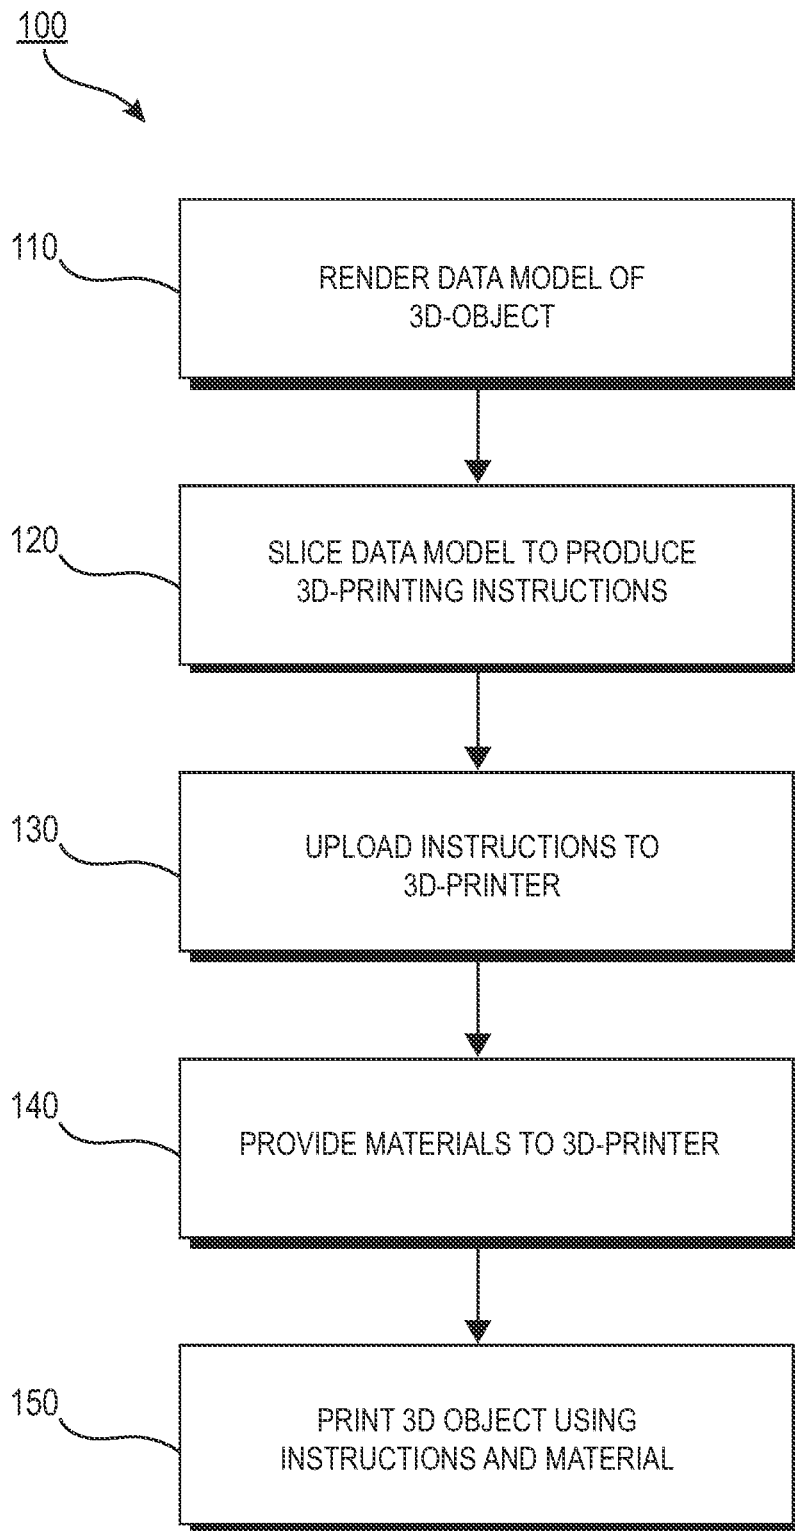 100
110
RENDER DATA MODEL OF
3D-OBJECT
120
SLICE DATA MODEL TO PRODUCE
3D-PRINTING INSTRUCTIONS
130
UPLOAD INSTRUCTIONS TO
3D-PRINTER
140
PROVIDE MATERIALS TO 3D-PRINTER
150
PRINT 3D OBJECT USING
INSTRUCTIONS AND MATERIAL